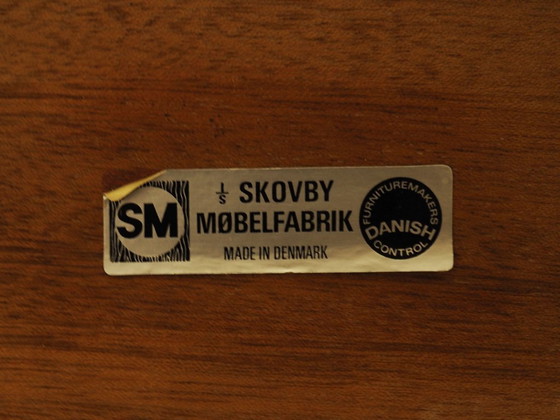 SM
I/S SKOVBY
MØBELFABRIK
MADE IN DENMARK
FURNITUREMAKERS
DANISH
CONTROL